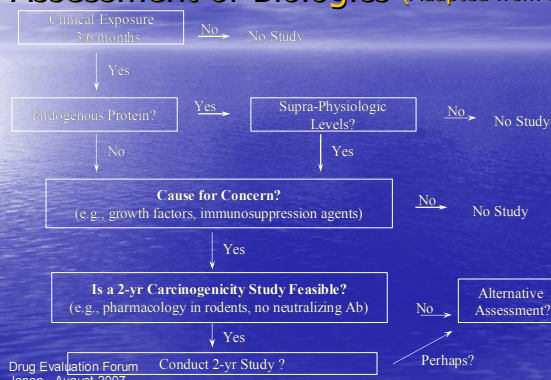 Assessment of Biologics (Adapted from
Clinical Exposure
3-6 months
No
No Study
Yes
Endogenous Protein?
Yes
Supra-Physiologic
Levels?
No
No Study
No
Yes
Cause for Concern?
(e.g., growth factors, immunosuppression agents)
No
No Study
Yes
Is a 2-yr Carcinogenicity Study Feasible?
(e.g., pharmacology in rodents, no neutralizing Ab)
No
Alternative
Assessment?
Yes
Conduct 2-yr Study ?
Perhaps?
Drug Evaluation Forum
Japan August 2007